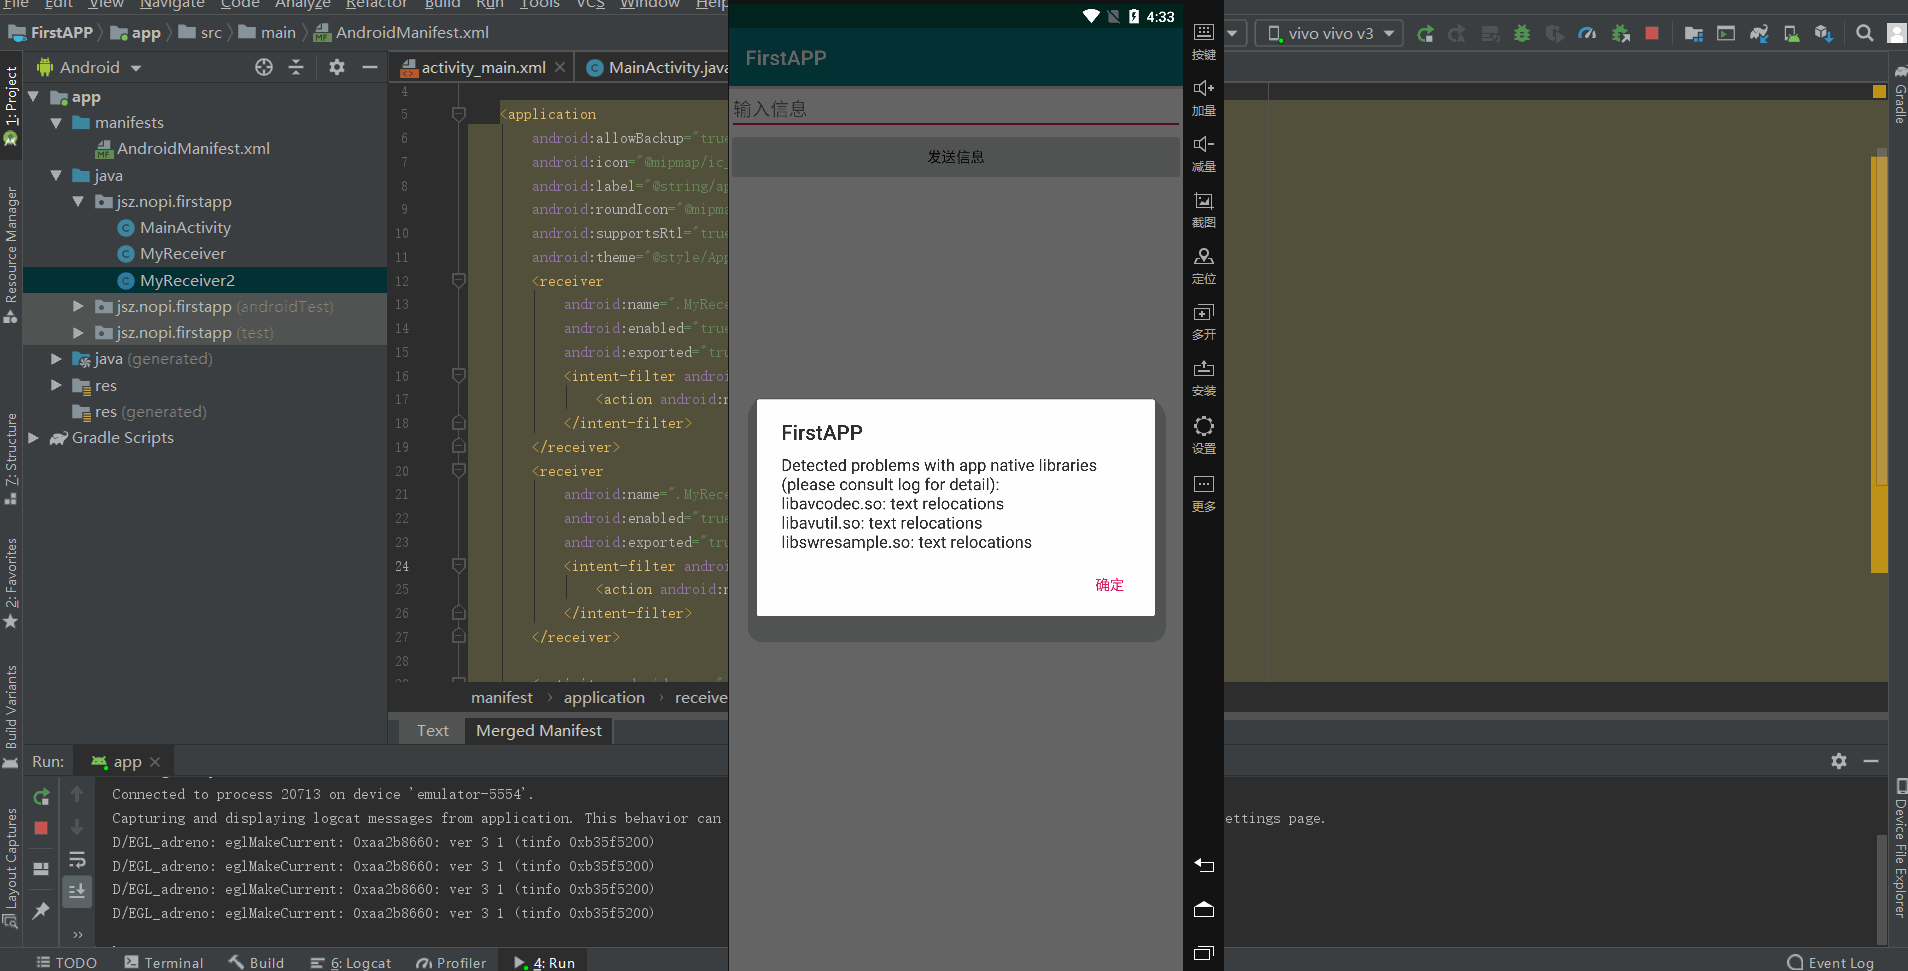 File Edit View Navigate Code Analyze Refactor Build Run Tools VCS Window Help
FirstAPP app src main AndroidManifest.xml
vivo vivo v3
Android
activity_main.xml
MainActivity.java
1: Project
Resource Manager
Z: Structure
2: Favorites
Build Variants
Layout Captures
app
manifests
AndroidManifest.xml
java
jsz.nopi.firstapp
MainActivity
MyReceiver
MyReceiver2
jsz.nopi.firstapp (androidTest)
jsz.nopi.firstapp (test)
java (generated)
res
res (generated)
Gradle Scripts
4
5 <application
6 android:allowBackup="true
7 android:icon="@mipmap/ic_
8 android:label="@string/ap
9 android:roundIcon="@mipma
10 android:supportsRtl="true
11 android:theme="@style/App
12 <receiver
13 android:name=".MyRece
14 android:enabled="true
15 android:exported="tru
16 <intent-filter androi
17 <action android:n
18 </intent-filter>
19 </receiver>
20 <receiver
21 android:name=".MyRece
22 android:enabled="true
23 android:exported="tru
24 <intent-filter androi
25 <action android:n
26 </intent-filter>
27 </receiver>
28
manifest application receive
Text Merged Manifest
4:33
FirstAPP
输入信息
发送信息
FirstAPP
Detected problems with app native libraries
(please consult log for detail):
libavcodec.so: text relocations
libavutil.so: text relocations
libswresample.so: text relocations
确定
按键
加量
减量
截图
定位
多开
安装
设置
更多
Gradle
Device File Explorer
Run: app
Connected to process 20713 on device 'emulator-5554'.
Capturing and displaying logcat messages from application. This behavior can ettings page.
D/EGL_adreno: eglMakeCurrent: 0xaa2b8660: ver 3 1 (tinfo 0xb35f5200)
D/EGL_adreno: eglMakeCurrent: 0xaa2b8660: ver 3 1 (tinfo 0xb35f5200)
D/EGL_adreno: eglMakeCurrent: 0xaa2b8660: ver 3 1 (tinfo 0xb35f5200)
D/EGL_adreno: eglMakeCurrent: 0xaa2b8660: ver 3 1 (tinfo 0xb35f5200)
TODO Terminal Build 6: Logcat Profiler 4: Run Event Log